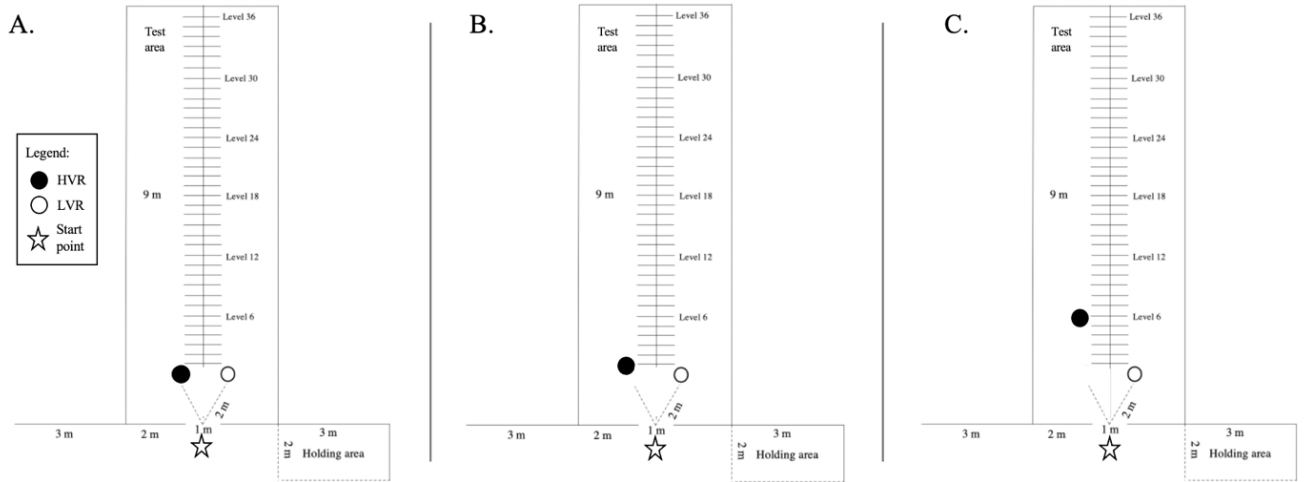 A.
Test
area
Level 36
Level 30
Level 24
9 m
Level 18
Level 12
Level 6
2 m
3 m
2 m
1 m
3 m
2 m
Holding area
Legend:
HVR
LVR
Start
point
B.
Test
area
Level 36
Level 30
Level 24
9 m
Level 18
Level 12
Level 6
2 m
3 m
2 m
1 m
3 m
2 m
Holding area
C.
Test
area
Level 36
Level 30
Level 24
9 m
Level 18
Level 12
Level 6
2 m
3 m
2 m
1 m
3 m
2 m
Holding area